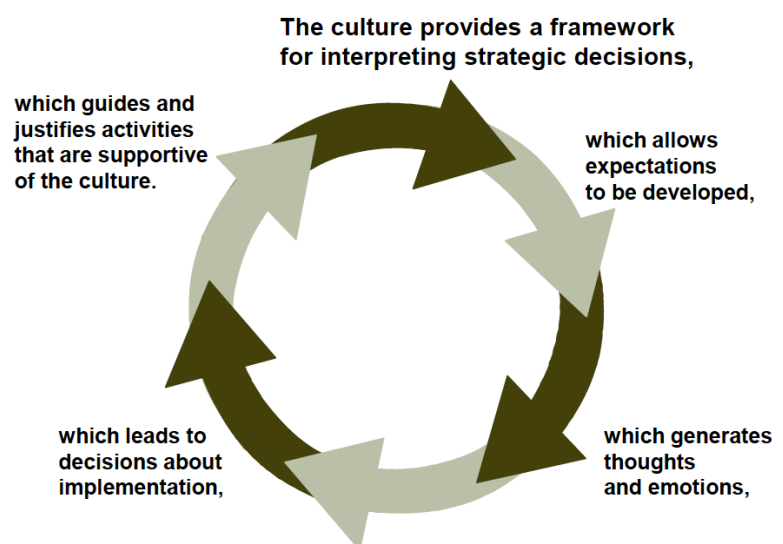 The culture provides a framework
for interpreting strategic decisions,
which allows
expectations
to be developed,
which generates
thoughts
and emotions,
which leads to
decisions about
implementation,
which guides and
justifies activities
that are supportive
of the culture.